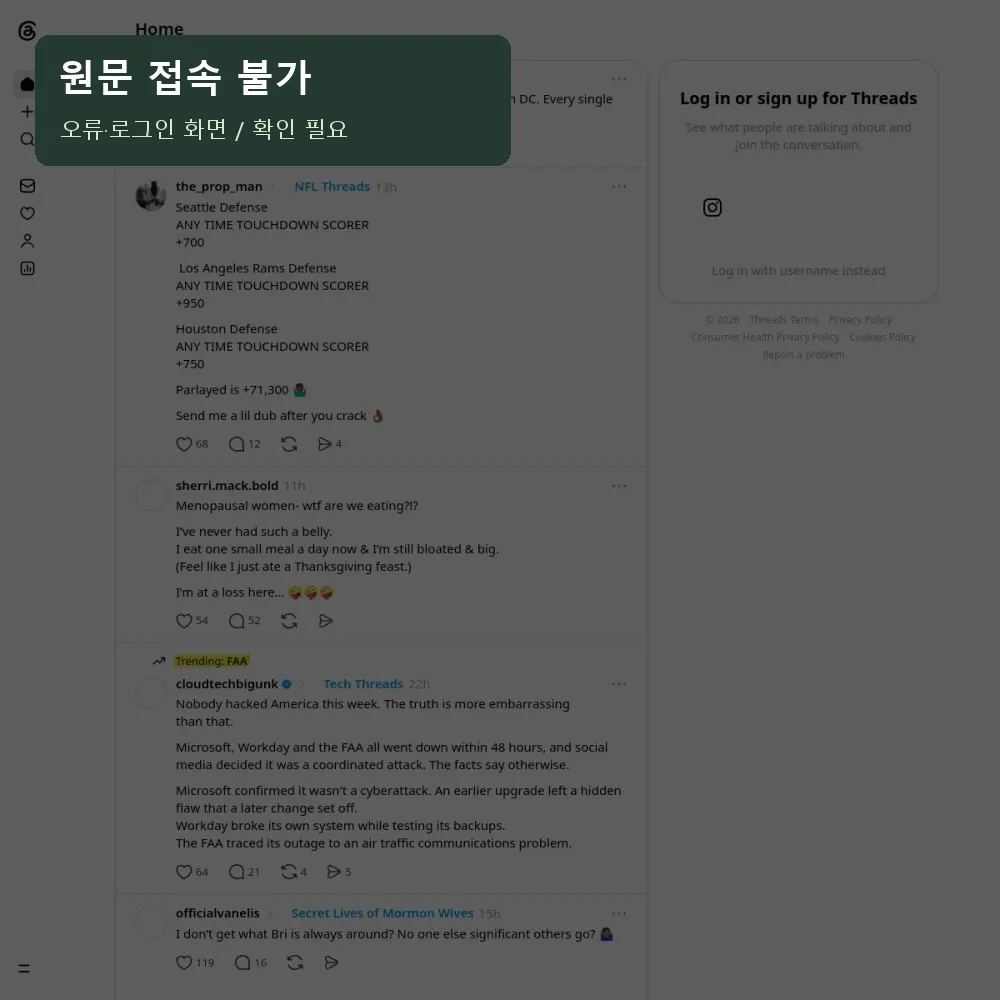 Home
원문 접속 불가
오류·로그인 화면 / 확인 필요
n DC. Every single
the_prop_man NFL Threads 13h
Seattle Defense
ANY TIME TOUCHDOWN SCORER
+700
Los Angeles Rams Defense
ANY TIME TOUCHDOWN SCORER
+950
Houston Defense
ANY TIME TOUCHDOWN SCORER
+750
Parlayed is +71,300 🤷🏾‍♂️
Send me a lil dub after you crack 👌🏾
68 12 4
sherri.mack.bold 11h
Menopausal women- wtf are we eating?!?
I've never had such a belly.
I eat one small meal a day now & I'm still bloated & big.
(Feel like I just ate a Thanksgiving feast.)
I'm at a loss here... 🤪🤪🤪
54 52
Trending: FAA
cloudtechbigunk Tech Threads 22h
Nobody hacked America this week. The truth is more embarrassing
than that.
Microsoft, Workday and the FAA all went down within 48 hours, and social
media decided it was a coordinated attack. The facts say otherwise.
Microsoft confirmed it wasn't a cyberattack. An earlier upgrade left a hidden
flaw that a later change set off.
Workday broke its own system while testing its backups.
The FAA traced its outage to an air traffic communications problem.
64 21 4 5
officialvanelis Secret Lives of Mormon Wives 15h
I don't get what Bri is always around? No one else significant others go? 🤷🏾‍♀️
119 16
Log in or sign up for Threads
See what people are talking about and
join the conversation.
Log in with username instead
© 2026 Threads Terms Privacy Policy
Consumer Health Privacy Policy Cookies Policy
Report a problem